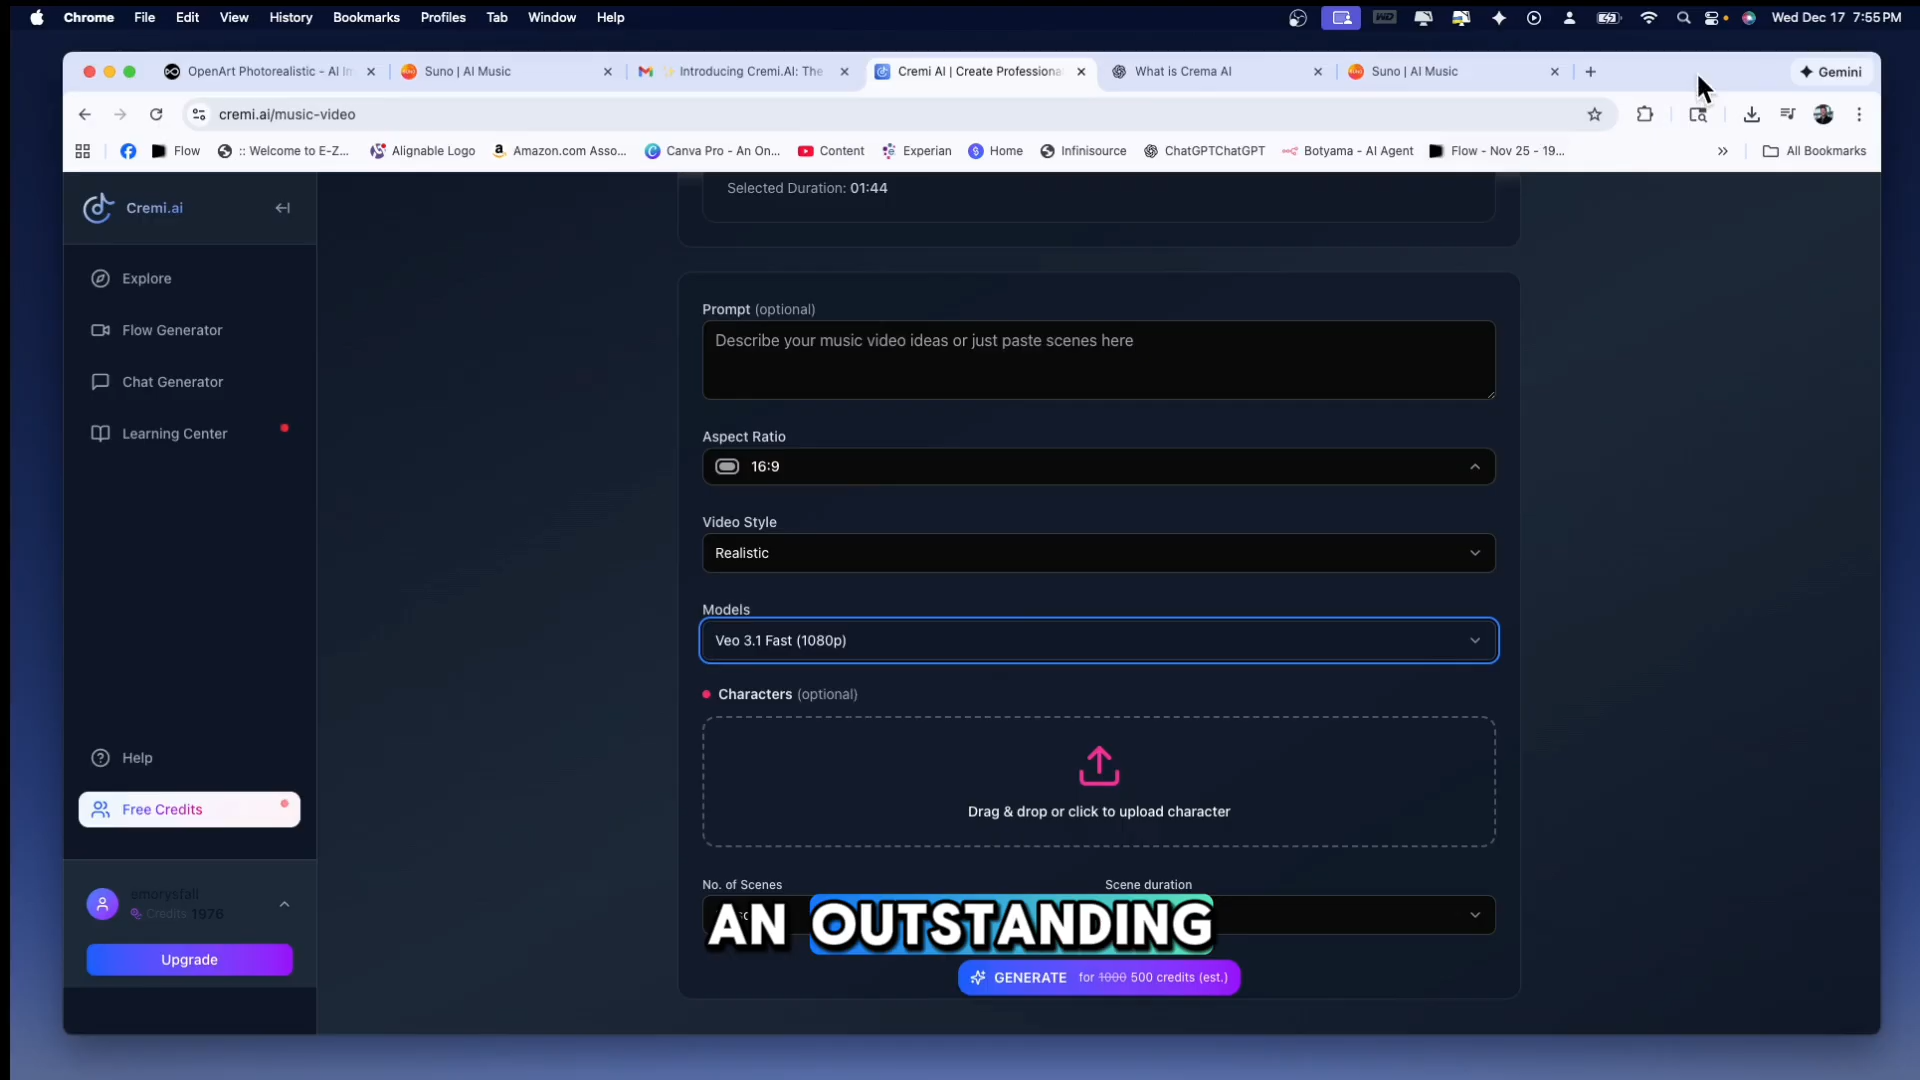 Chrome File Edit View History Bookmarks Profiles Tab Window Help
Wed Dec 17 7:55 PM
OpenArt Photorealistic - AI Im
Suno | AI Music
Introducing Cremi.AI: The
Cremi AI | Create Professiona
What is Crema AI
Suno | AI Music
Gemini
cremi.ai/music-video
Flow
:: Welcome to E-Z...
Alignable Logo
Amazon.com Asso...
Canva Pro - An On...
Content
Experian
Home
Infinisource
ChatGPTChatGPT
Botyama - AI Agent
Flow - Nov 25 - 19...
All Bookmarks
Cremi.ai
Explore
Flow Generator
Chat Generator
Learning Center
Help
Free Credits
emorysfall
Credits 1976
Upgrade
Selected Duration: 01:44
Prompt (optional)
Describe your music video ideas or just paste scenes here
Aspect Ratio
16:9
Video Style
Realistic
Models
Veo 3.1 Fast (1080p)
Characters (optional)
Drag & drop or click to upload character
No. of Scenes
Scene duration
AN OUTSTANDING
GENERATE for 1000 500 credits (est.)